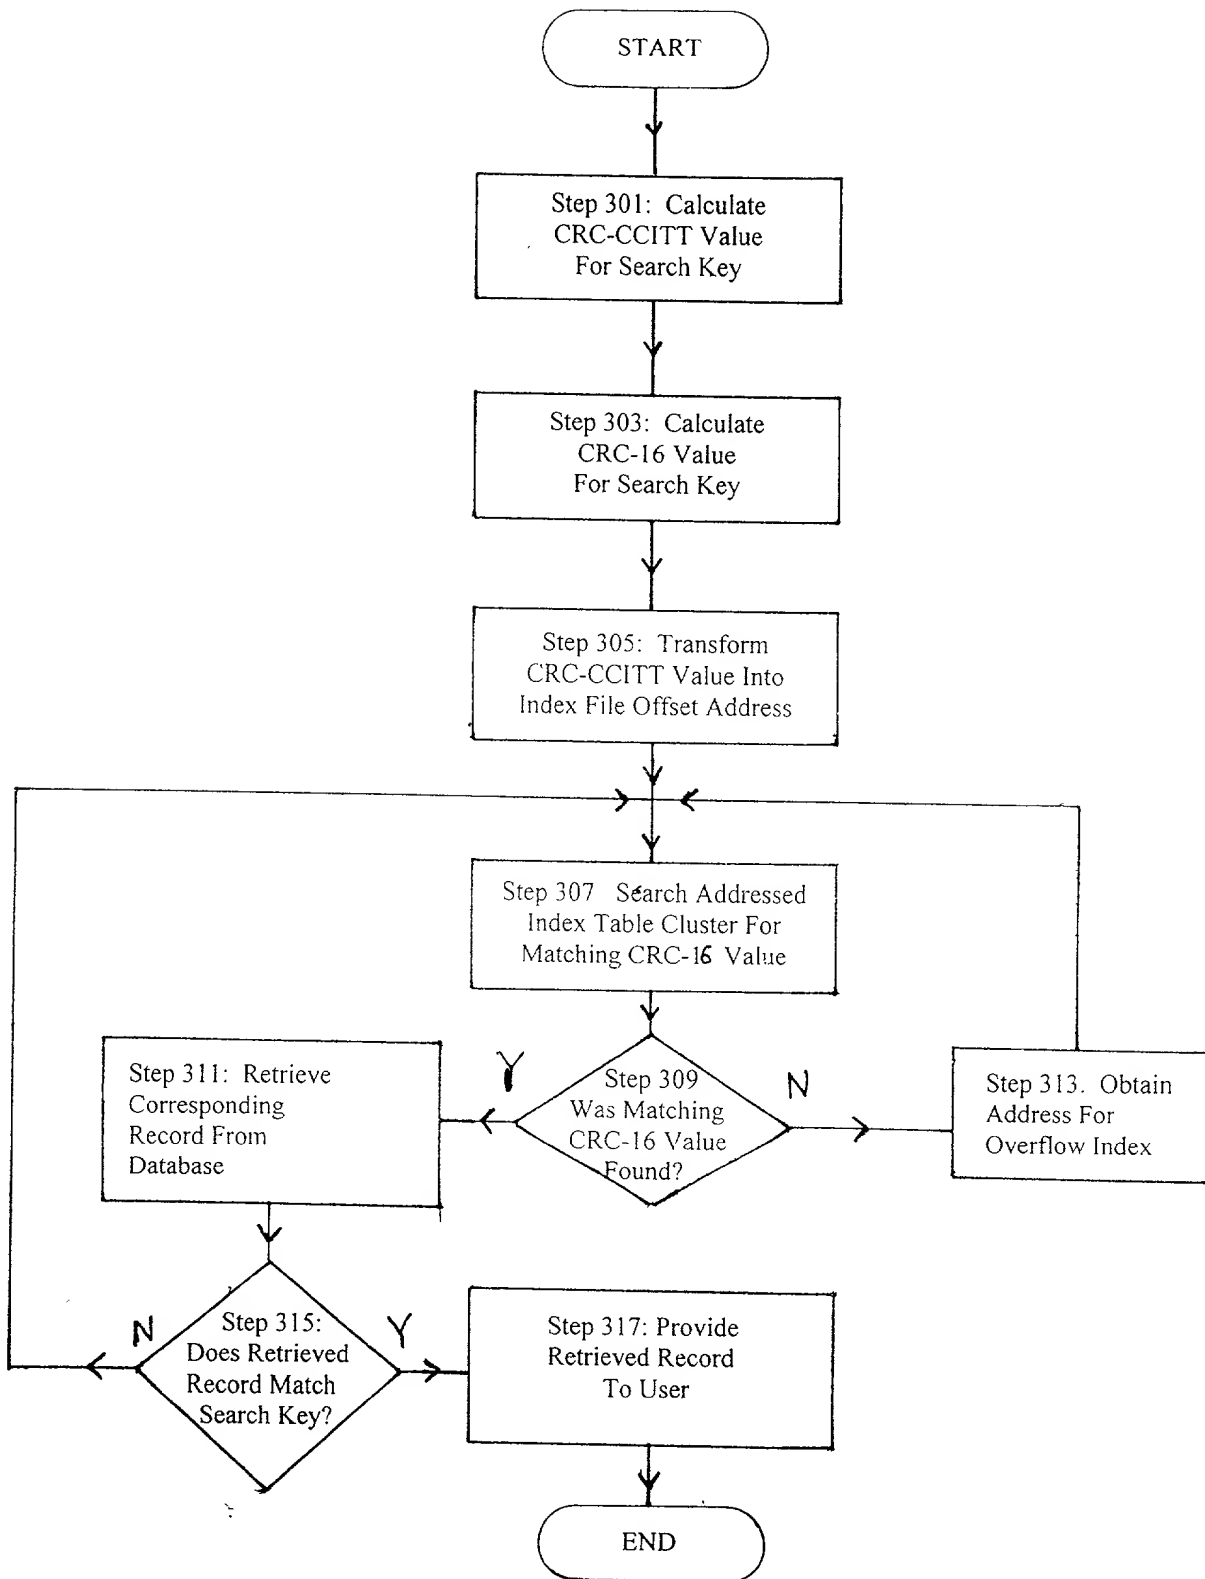 START
Step 301: Calculate
CRC-CCITT Value
For Search Key
Step 303: Calculate
CRC-16 Value
For Search Key
Step 305: Transform
CRC-CCITT Value Into
Index File Offset Address
Step 307 Search Addressed
Index Table Cluster For
Matching CRC-16 Value
Y
Step 309
Was Matching
CRC-16 Value
Found?
N
Step 311: Retrieve
Corresponding
Record From
Database
Step 313. Obtain
Address For
Overflow Index
N
Step 315:
Does Retrieved
Record Match
Search Key?
Y
Step 317: Provide
Retrieved Record
To User
END